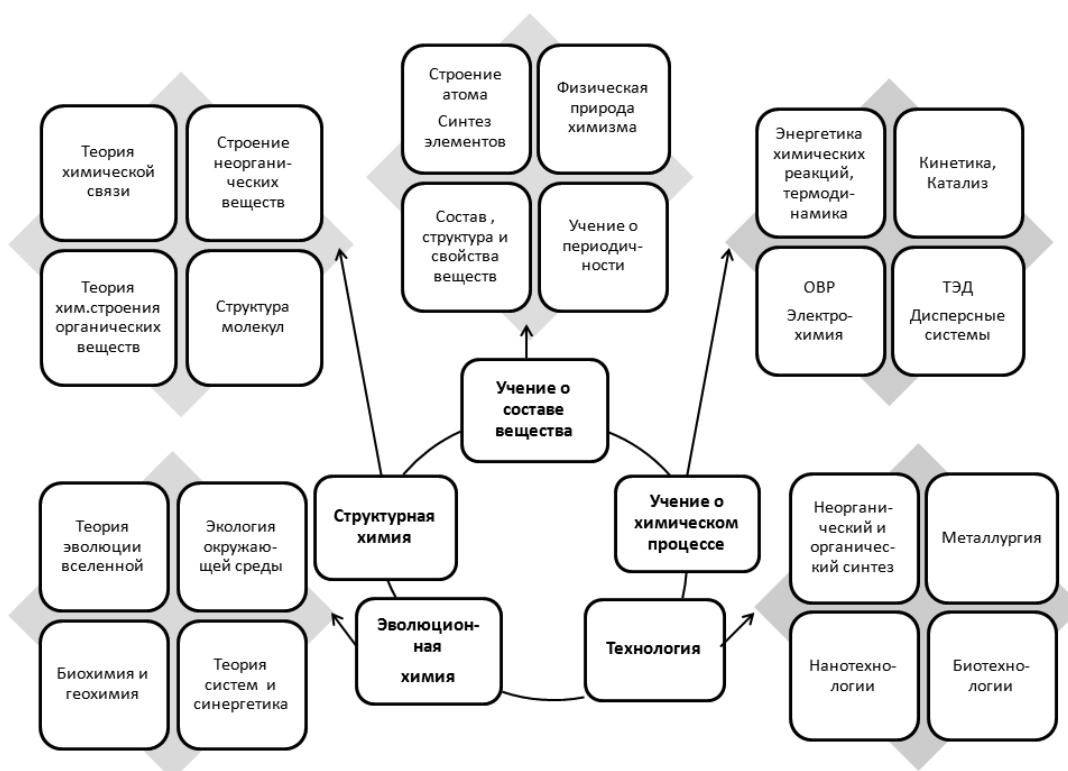 Строение
атома
Синтез
элементов
Физическая
природа
химизма
Состав ,
структура и
свойства
веществ
Учение о
периодич-
ности
Теория
химической
связи
Строение
неоргани-
ческих
веществ
Теория
хим.строения
органических
веществ
Структура
молекул
Энергетика
химических
реакций,
термоди-
намика
Кинетика,
Катализ
ОВР
Электро-
химия
ТЭД
Дисперсные
системы
Учение о
составе
вещества
Структурная
химия
Учение о
химическом
процессе
Эволюцион-
ная
химия
Технология
Теория
эволюции
вселенной
Экология
окружаю-
щей среды
Биохимия и
геохимия
Теория
систем и
синергетика
Неоргани-
ческий и
органичес-
кий синтез
Металлургия
Нанотехно-
логии
Биотехно-
логии